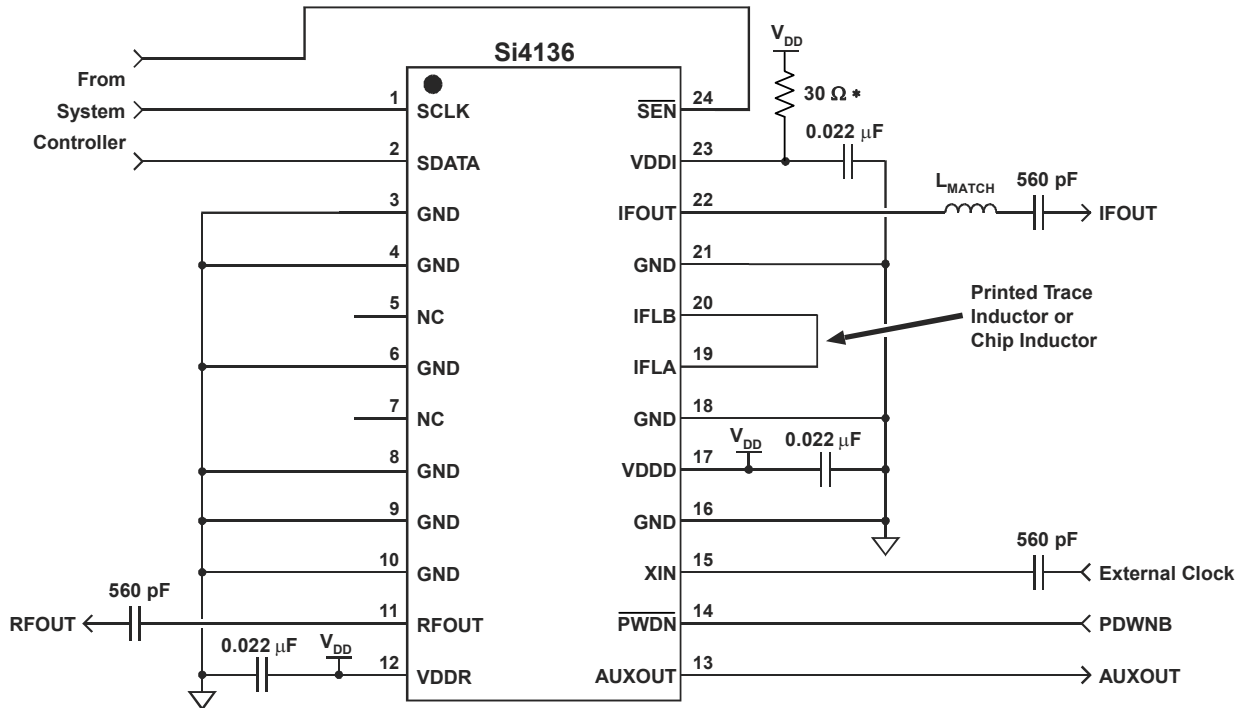 Si4136
From
System
Controller
1
SCLK
2
SDATA
3
GND
4
GND
5
NC
6
GND
7
NC
8
GND
9
GND
10
GND
11
RFOUT
12
VDDR
560 pF
RFOUT
0.022 μF
VDD
24
SEN
23
VDDI
22
IFOUT
21
GND
20
IFLB
19
IFLA
18
GND
17
VDDD
16
GND
15
XIN
14
PWDN
13
AUXOUT
VDD
30 Ω *
0.022 μF
LMATCH
560 pF
IFOUT
Printed Trace
Inductor or
Chip Inductor
VDD
0.022 μF
560 pF
External Clock
PDWNB
AUXOUT